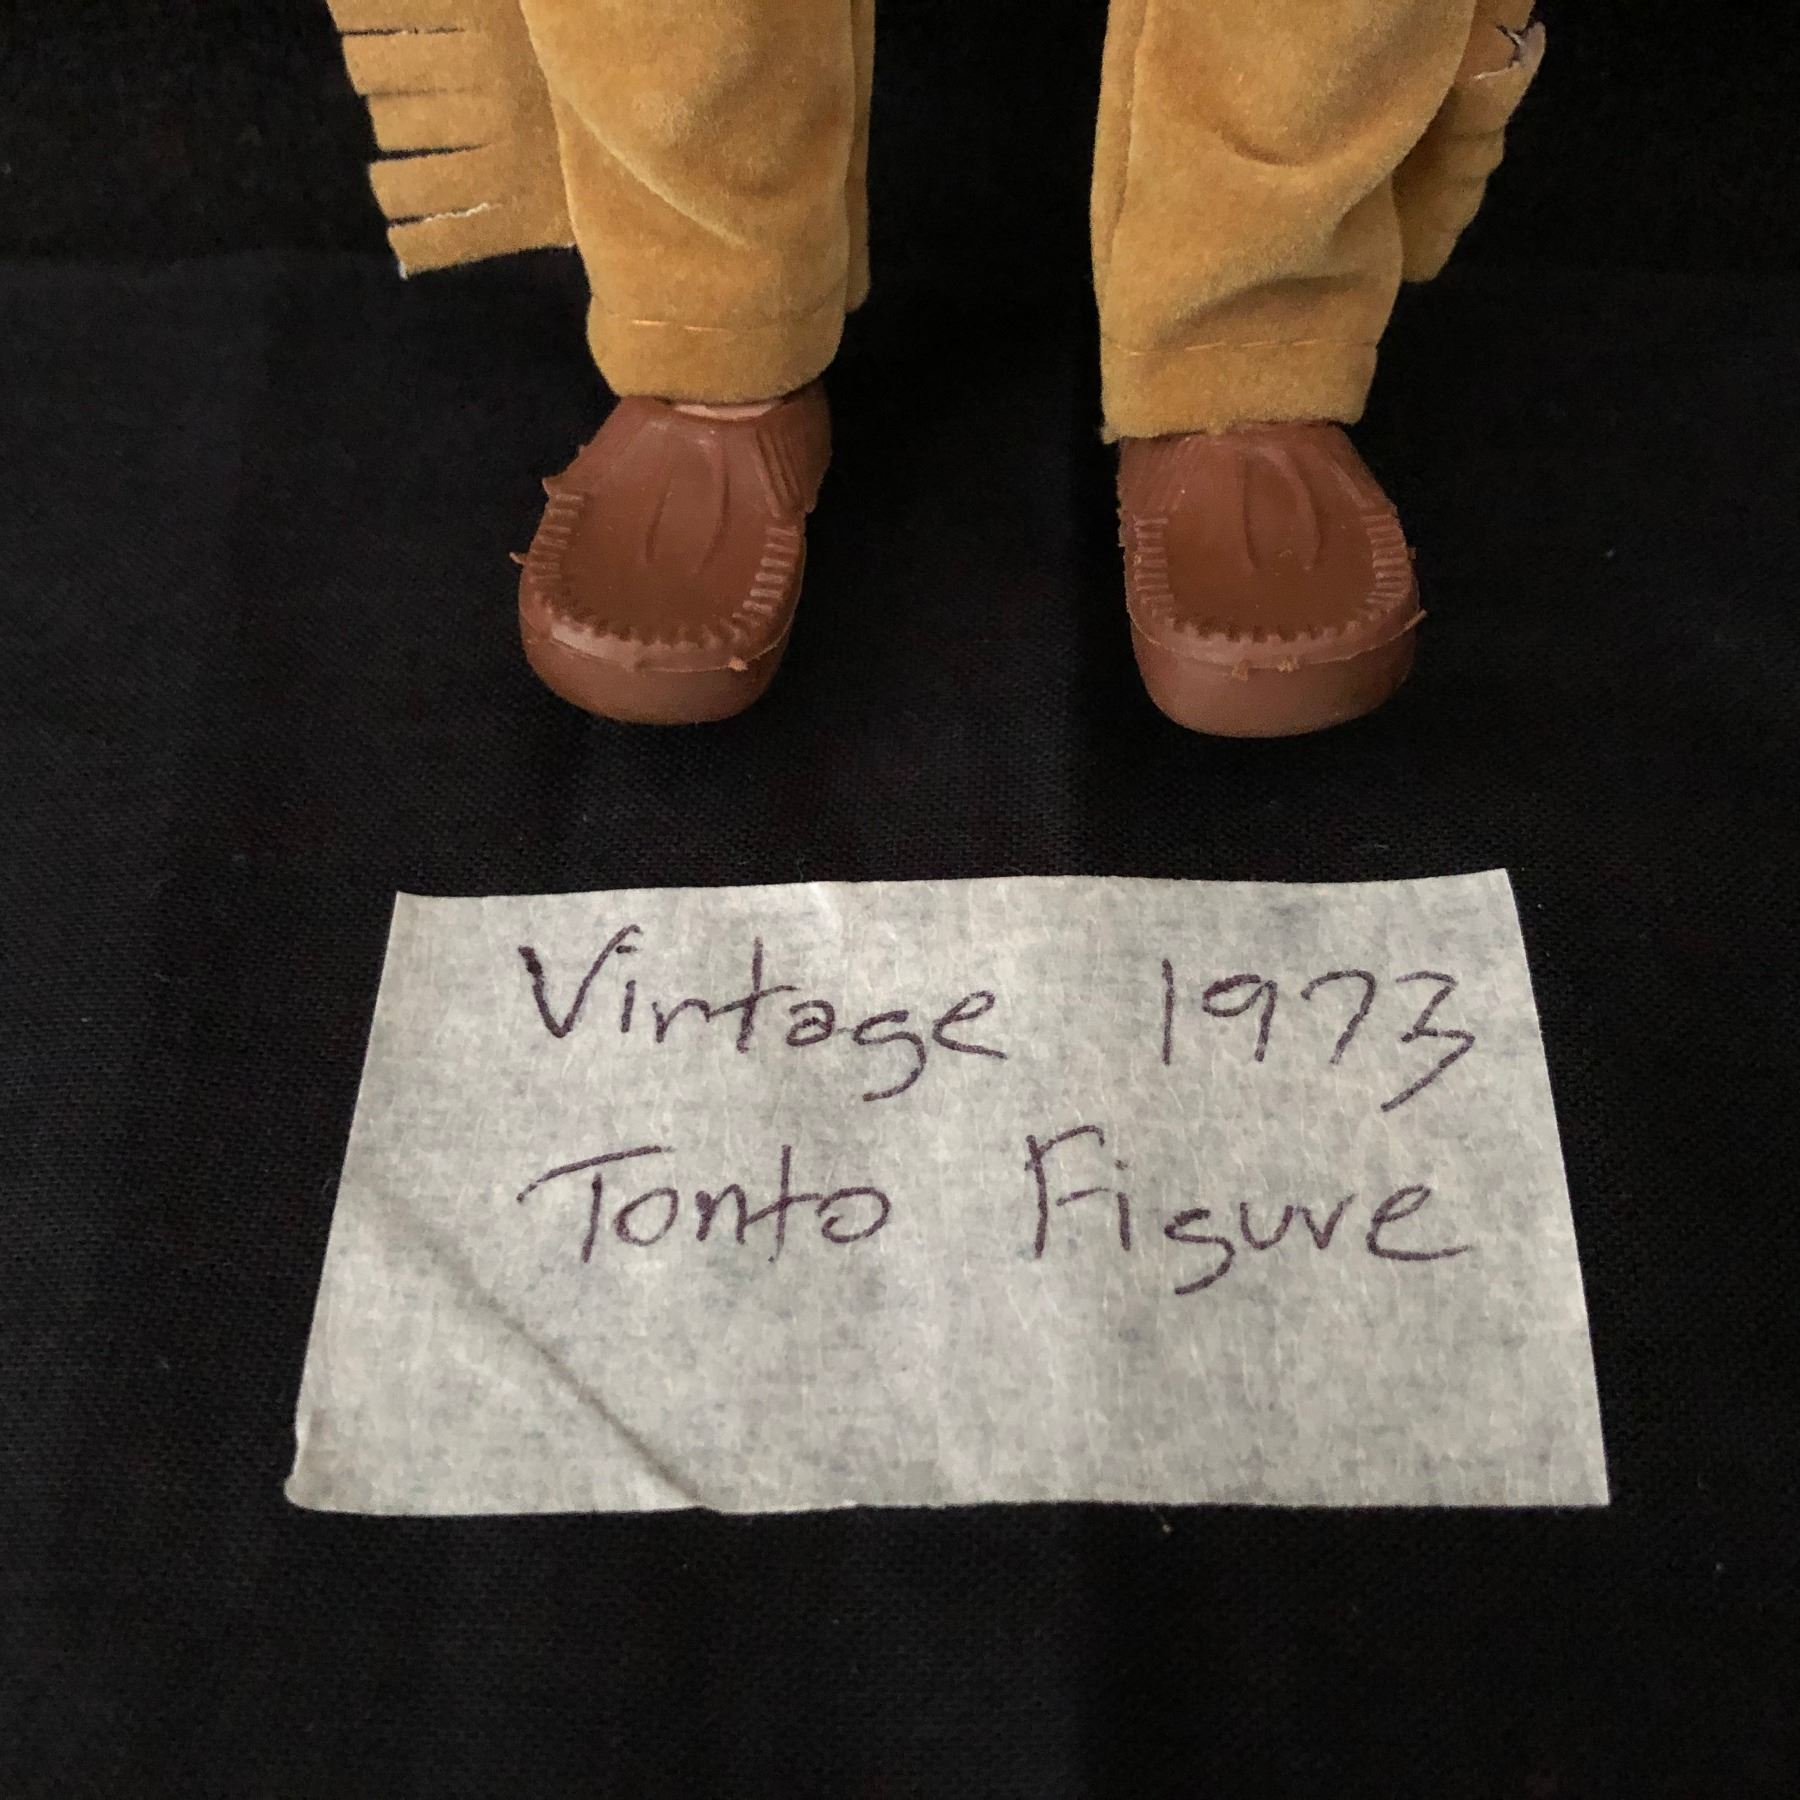 Vintage 1973
Tonto Figure